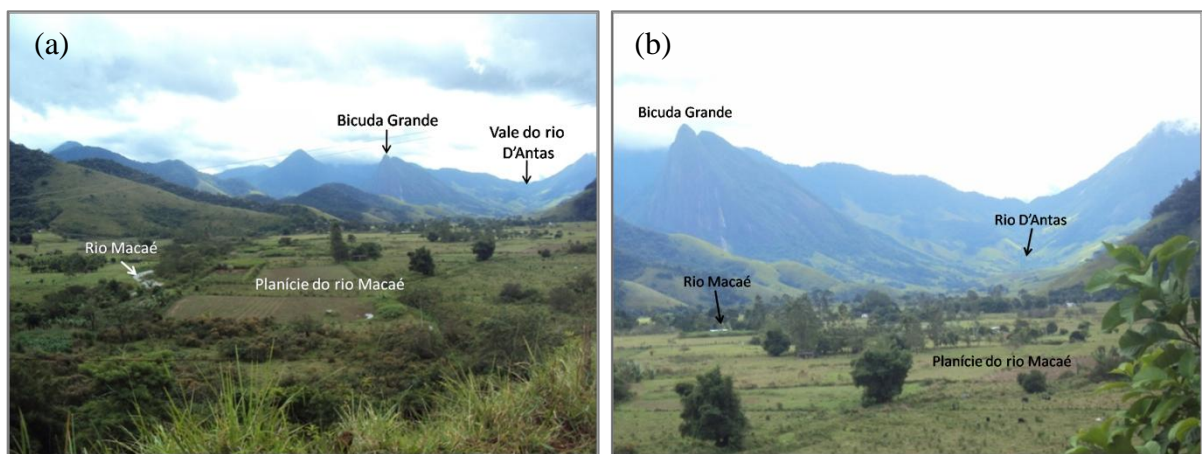 (a)
Bicuda Grande
Vale do rio
D'Antas
Rio Macaé
Planície do rio Macaé
(b)
Bicuda Grande
Rio D'Antas
Rio Macaé
Planície do rio Macaé